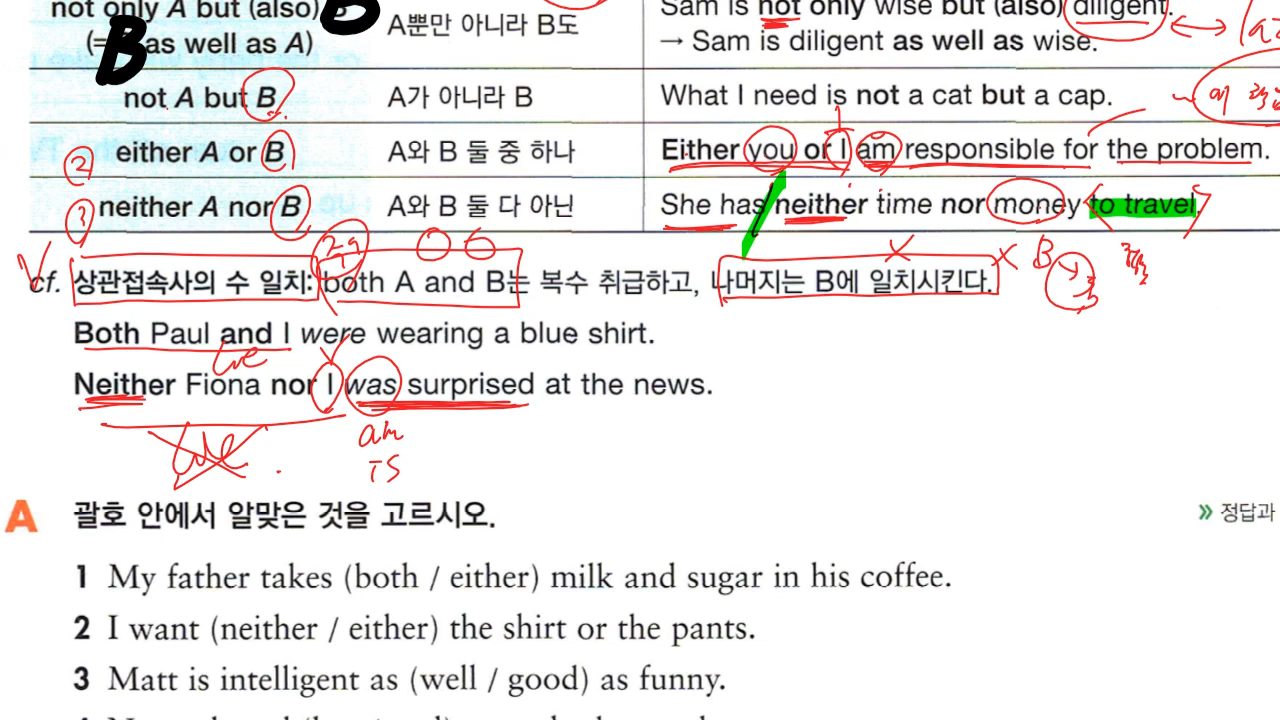 not only A but (also) B
A뿐만 아니라 B도
Sam is not only wise but (also) diligent.
(= B as well as A)
→ Sam is diligent as well as wise.
not A but B
A가 아니라 B
What I need is not a cat but a cap.
② either A or B
A와 B 둘 중 하나
Either you or I am responsible for the problem.
neither A nor B
A와 B 둘 다 아닌
She has neither time nor money to travel.
cf. 상관접속사의 수 일치: both A and B는 복수 취급하고, 나머지는 B에 일치시킨다.
B
Both Paul and I were wearing a blue shirt.
we
Neither Fiona nor I was surprised at the news.
we
am
is
A 괄호 안에서 알맞은 것을 고르시오.
» 정답과
1 My father takes (both / either) milk and sugar in his coffee.
2 I want (neither / either) the shirt or the pants.
3 Matt is intelligent as (well / good) as funny.